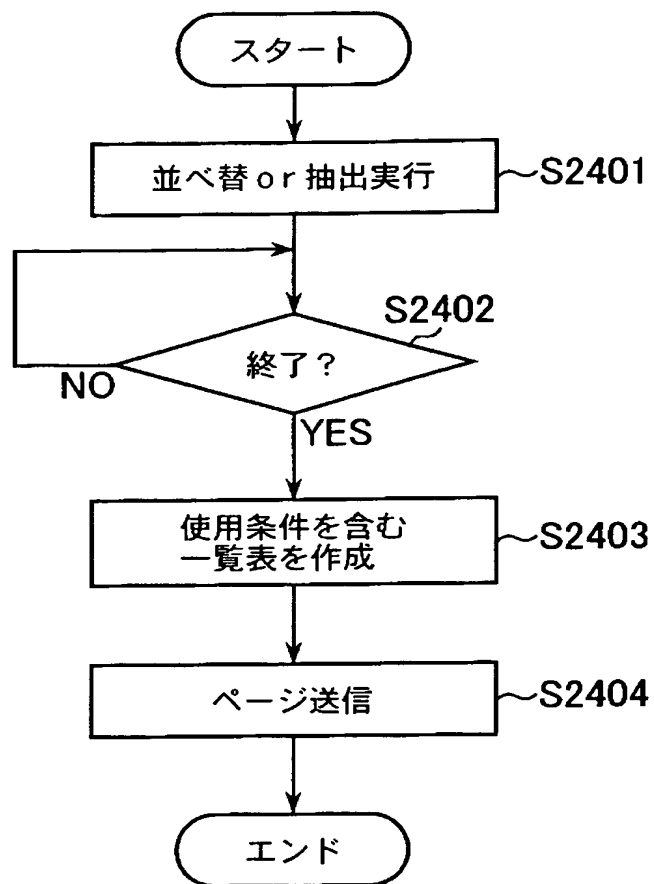 スタート
並べ替or抽出実行
S2401
S2402
終了?
NO
YES
使用条件を含む
一覧表を作成
S2403
ページ送信
S2404
エンド